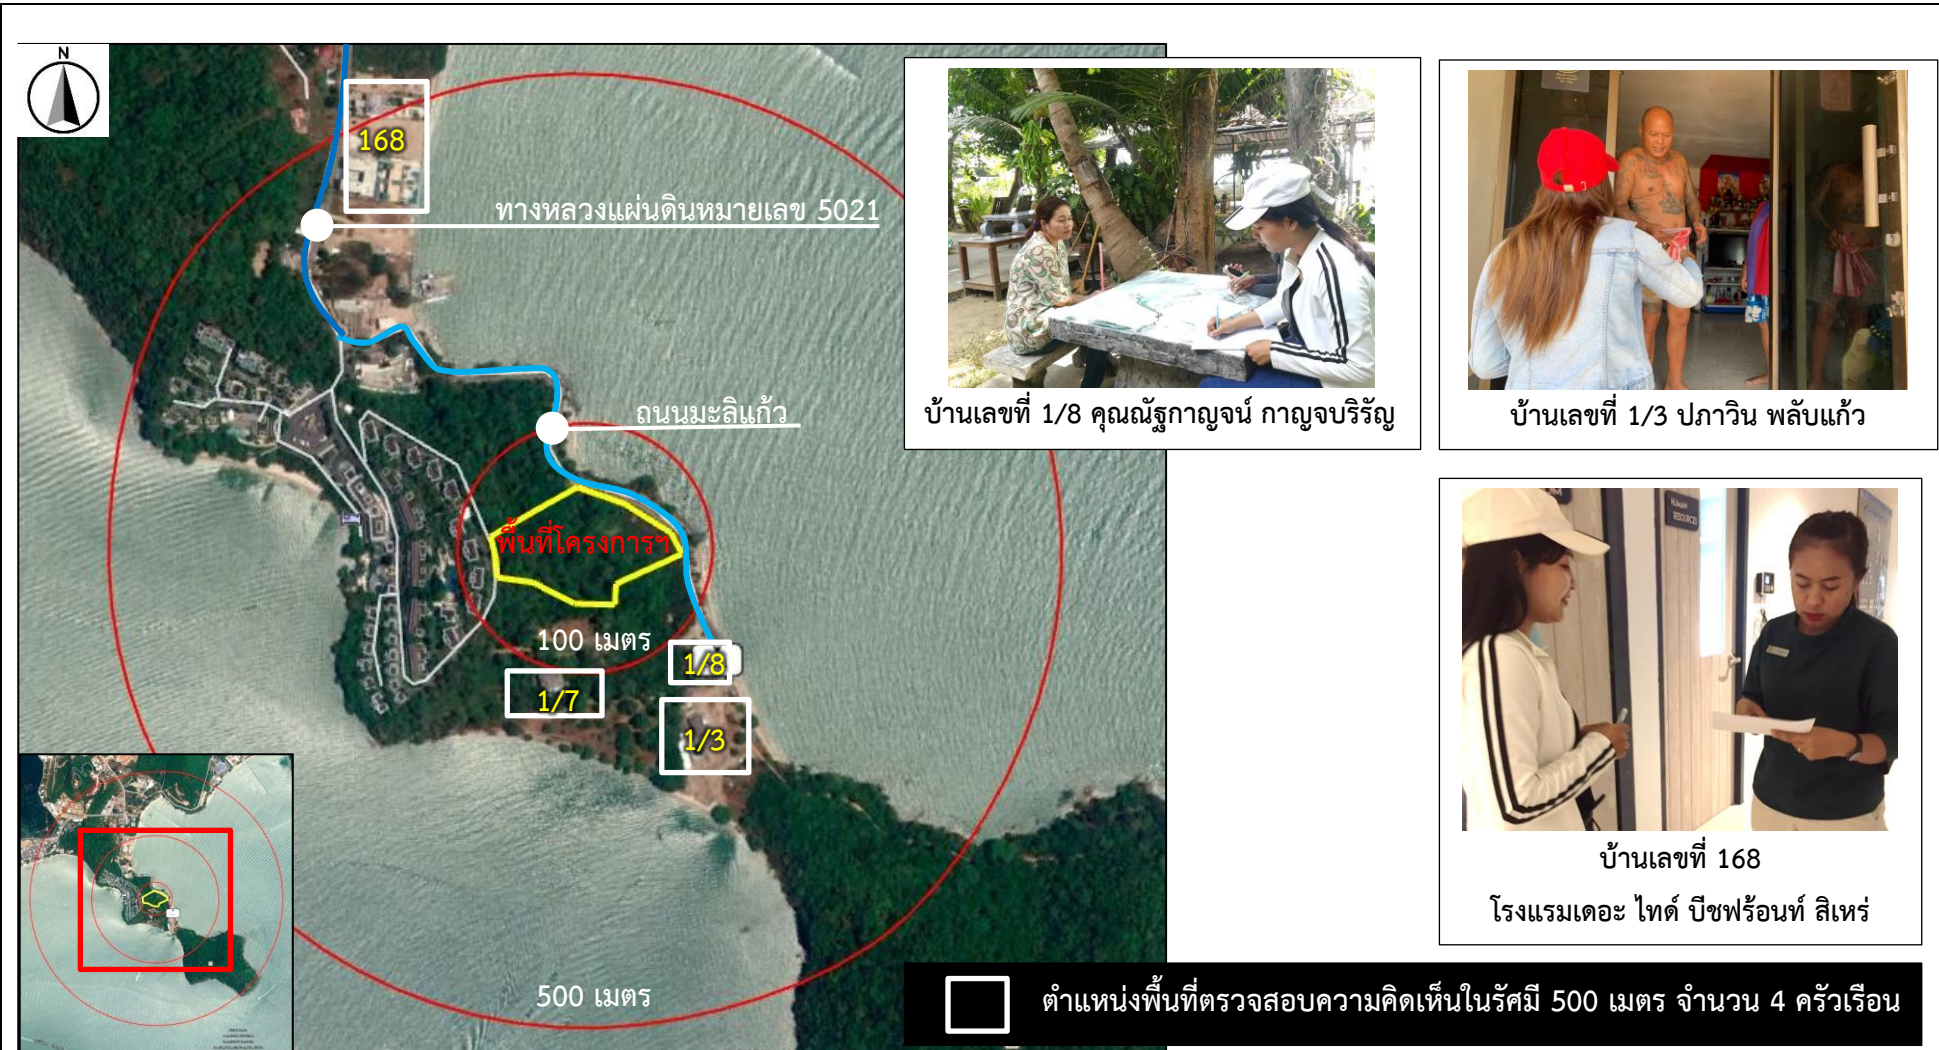 N
168
ทางหลวงแผ่นดินหมายเลข 5021
ถนนมะลิแก้ว
พื้นที่โครงการฯ
100 เมตร
1/8
1/7
1/3
500 เมตร
บ้านเลขที่ 1/8 คุณณัฐกาญจน์ กาญจบริรัญ
บ้านเลขที่ 1/3 ปภาวิน พลับแก้ว
HUMAN
RESOURCES
บ้านเลขที่ 168
โรงแรมเดอะ ไทด์ บีชฟร้อนท์ สิเหร่
ตำแหน่งพื้นที่ตรวจสอบความคิดเห็นในรัศมี 500 เมตร จำนวน 4 ครัวเรือน